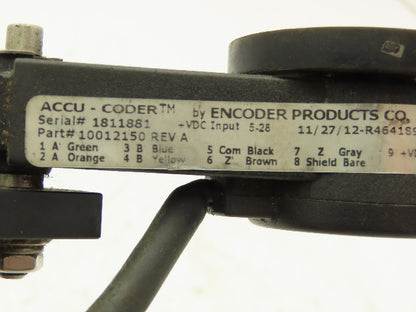 ACCU - CODER™ by ENCODER PRODUCTS CO.
Serial# 1811881 +VDC Input 5-28 11/27/12-R464189
Part# 10012150 REV A
1 A' Green 3 B' Blue 5 Com Black 7 Z Gray 9 +V
2 A Orange 4 B Yellow 6 Z' Brown 8 Shield Bare